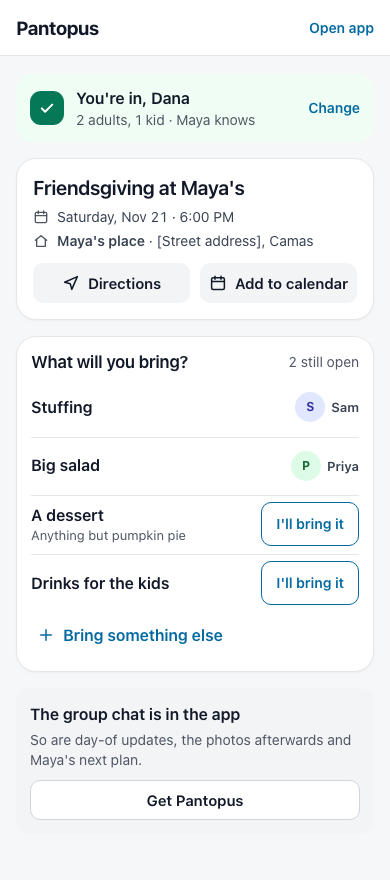 Pantopus
Open app
You're in, Dana
2 adults, 1 kid · Maya knows
Change
Friendsgiving at Maya's
Saturday, Nov 21 · 6:00 PM
Maya's place · [Street address], Camas
Directions
Add to calendar
What will you bring?
2 still open
Stuffing
S
Sam
Big salad
P
Priya
A dessert
Anything but pumpkin pie
I'll bring it
Drinks for the kids
I'll bring it
+ Bring something else
The group chat is in the app
So are day-of updates, the photos afterwards and
Maya's next plan.
Get Pantopus